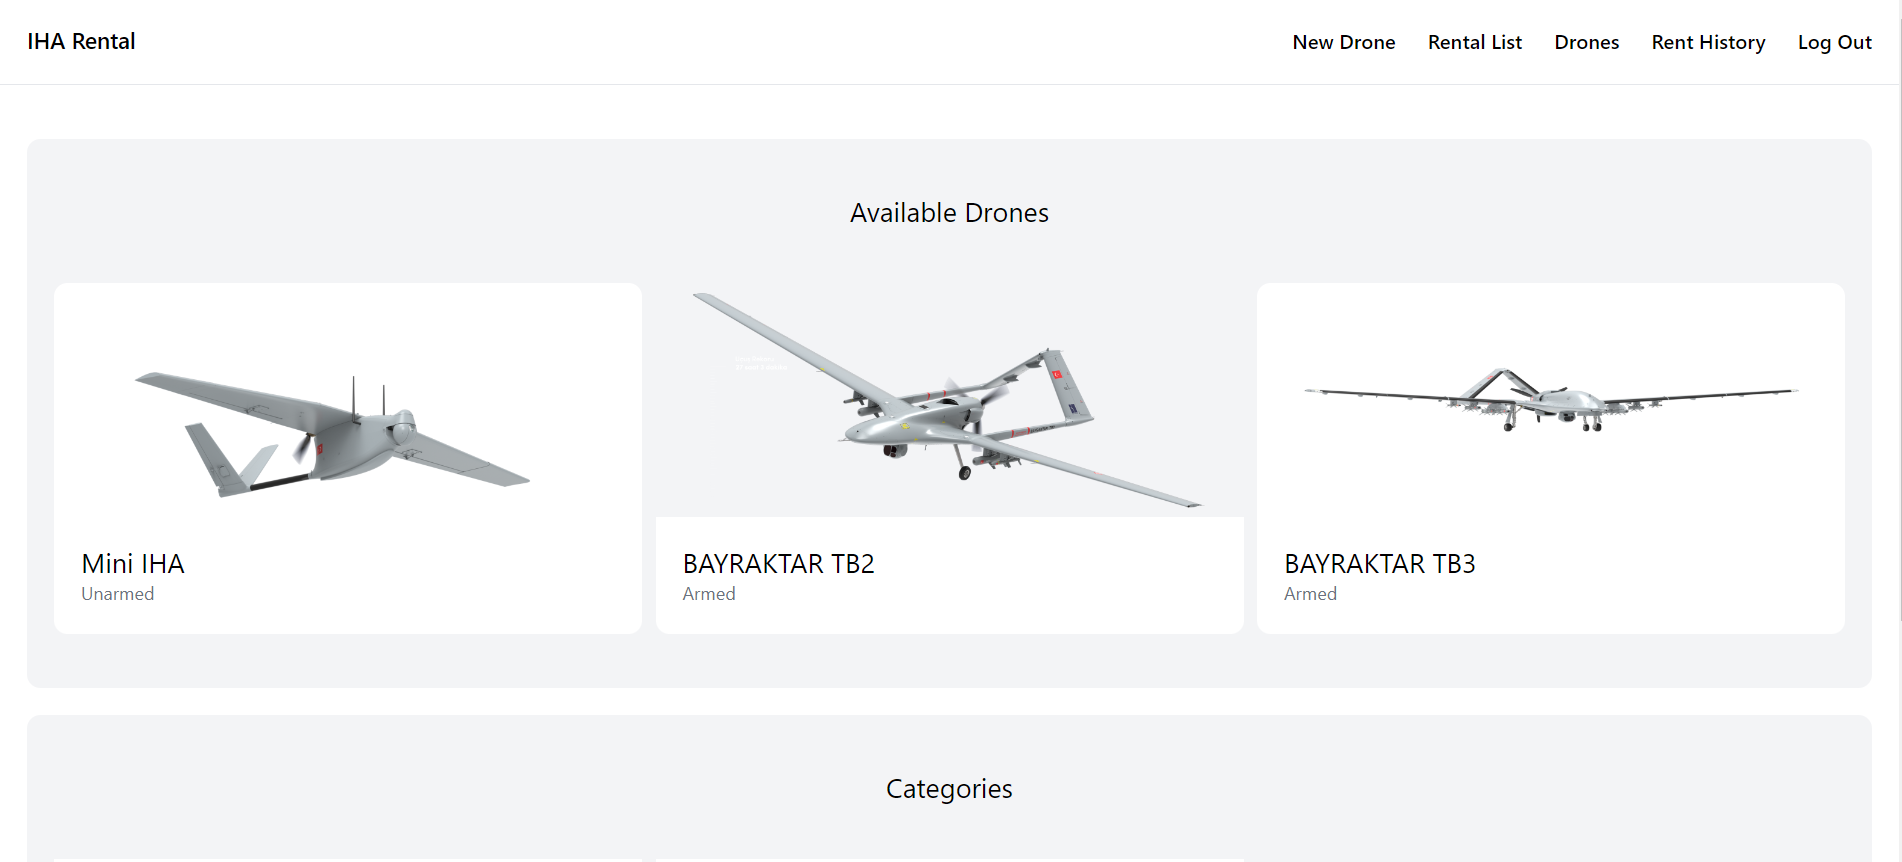 IHA Rental
New Drone
Rental List
Drones
Rent History
Log Out
Available Drones
Mini IHA
Unarmed
BAYRAKTAR TB2
Armed
BAYRAKTAR TB3
Armed
Categories